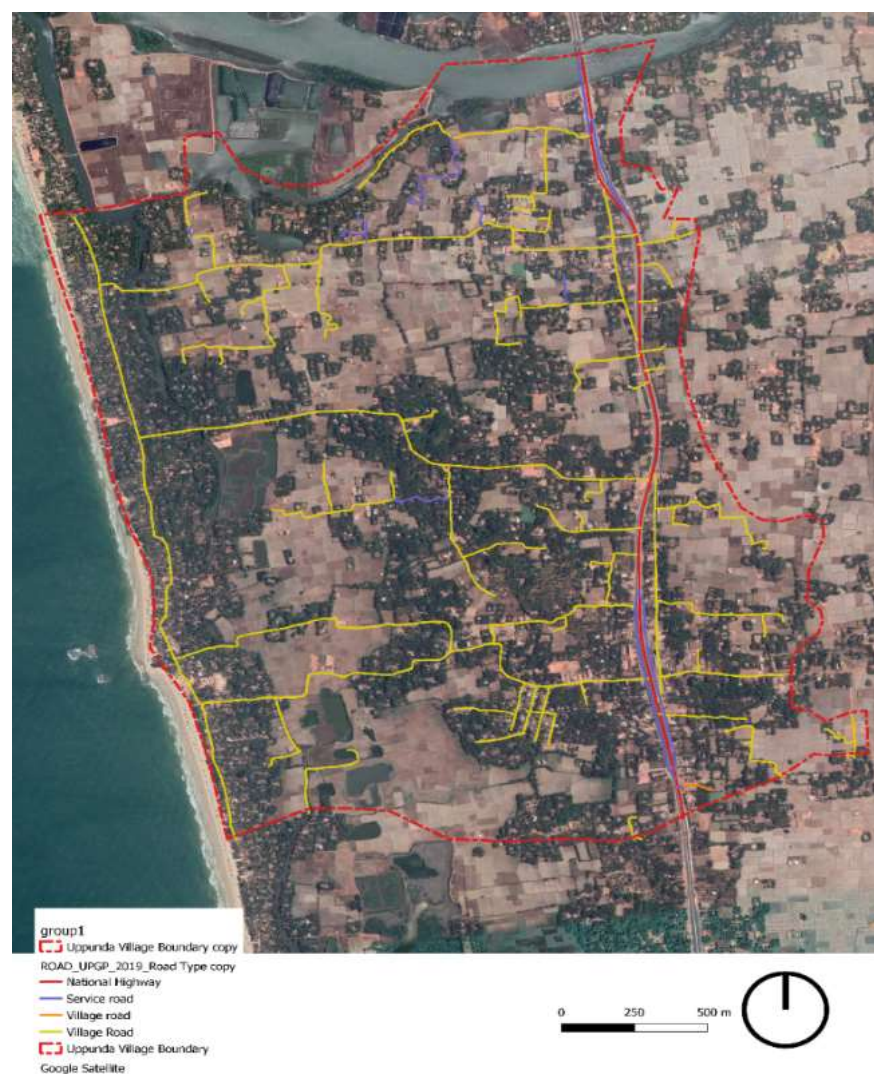 group1
Uppunda Village Boundary copy
ROAD_UPGP_2019_Road Type copy
National Highway
Service road
Village road
Village Road
Uppunda Village Boundary
Google Satellite
0 250 500 m